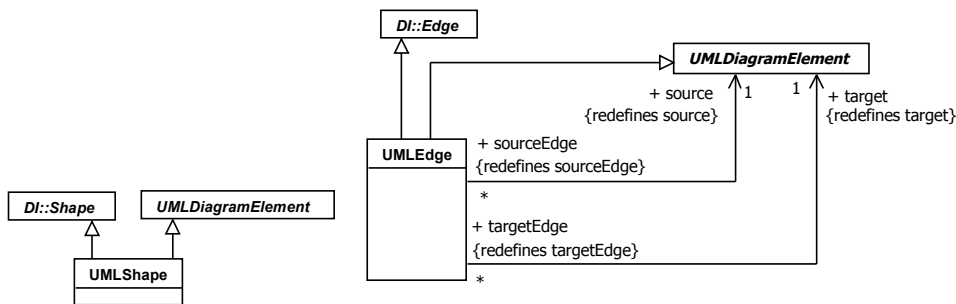 DI::Edge
UMLDiagramElement
+ source
{redefines source}
1
1
+ target
{redefines target}
UMLEdge
+ sourceEdge
{redefines sourceEdge}
*
+ targetEdge
{redefines targetEdge}
*
DI::Shape
UMLDiagramElement
UMLShape